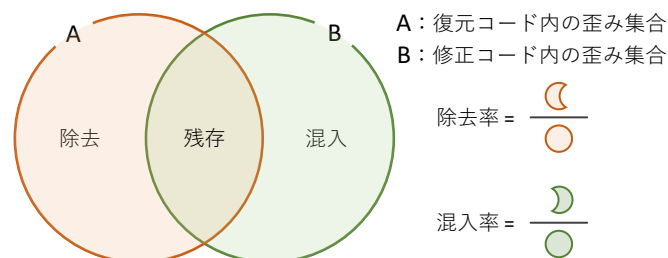 A
B
A：復元コード内の歪み集合
B：修正コード内の歪み集合
除去
残存
混入
除去率 =
混入率 =